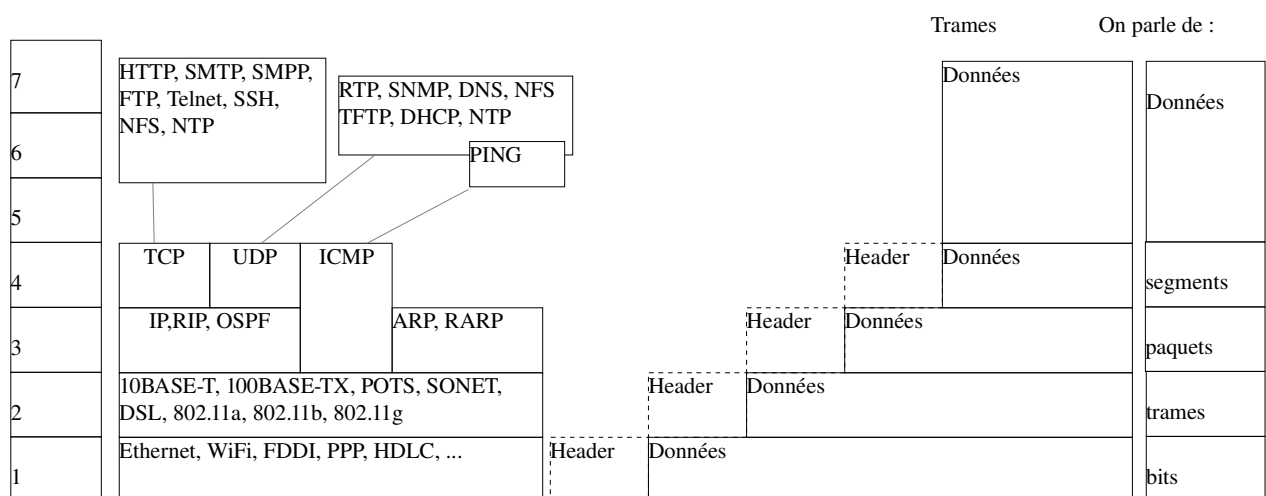 Trames On parle de :
7
HTTP, SMTP, SMPP,
FTP, Telnet, SSH,
NFS, NTP
RTP, SNMP, DNS, NFS
TFTP, DHCP, NTP
Données
Données
6
PING
5
4
TCP UDP ICMP
Header Données
segments
3
IP,RIP, OSPF
ARP, RARP
Header Données
paquets
2
10BASE-T, 100BASE-TX, POTS, SONET,
DSL, 802.11a, 802.11b, 802.11g
Header Données
trames
1
Ethernet, WiFi, FDDI, PPP, HDLC, ...
Header Données
bits